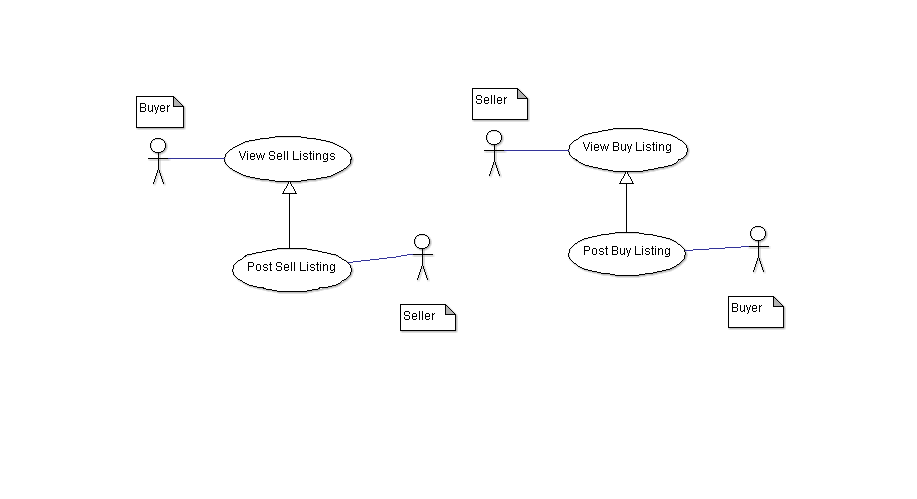 Buyer
View Sell Listings
Post Sell Listing
Seller
Seller
View Buy Listing
Post Buy Listing
Buyer